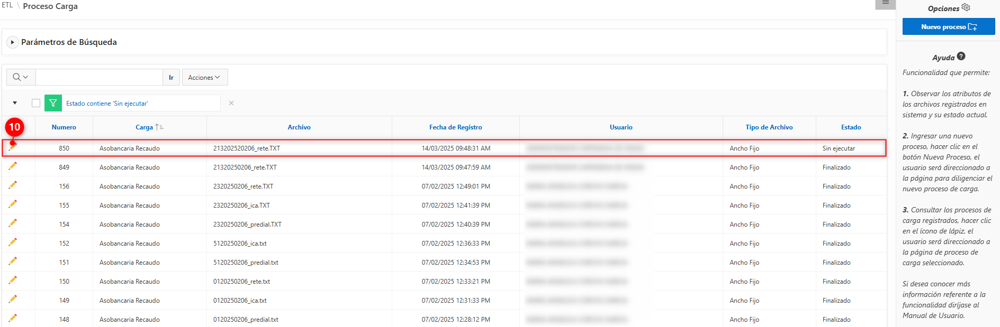 ETL \ Proceso Carga
Opciones
Nuevo proceso
Parámetros de Búsqueda
Ir
Acciones
Estado contiene 'Sin ejecutar'
10
Numero Carga Archivo Fecha de Registro Usuario Tipo de Archivo Estado
850 Asobancaria Recaudo 213202520206_rete.TXT 14/03/2025 09:48:31 AM Ancho Fijo Sin ejecutar
849 Asobancaria Recaudo 21320250206_rete.TXT 14/03/2025 09:47:59 AM Ancho Fijo Finalizado
156 Asobancaria Recaudo 2320250206_rete.TXT 07/02/2025 12:49:01 PM Ancho Fijo Finalizado
155 Asobancaria Recaudo 2320250206_ica.TXT 07/02/2025 12:41:39 PM Ancho Fijo Finalizado
154 Asobancaria Recaudo 2320250206_predial.TXT 07/02/2025 12:40:39 PM Ancho Fijo Finalizado
152 Asobancaria Recaudo 5120250206_ica.txt 07/02/2025 12:36:33 PM Ancho Fijo Finalizado
151 Asobancaria Recaudo 5120250206_predial.txt 07/02/2025 12:34:53 PM Ancho Fijo Finalizado
150 Asobancaria Recaudo 0120250206_rete.txt 07/02/2025 12:33:21 PM Ancho Fijo Finalizado
149 Asobancaria Recaudo 0120250206_ica.txt 07/02/2025 12:31:33 PM Ancho Fijo Finalizado
148 Asobancaria Recaudo 0120250206_predial.txt 07/02/2025 12:28:12 PM Ancho Fijo Finalizado
Ayuda ?
Funcionalidad que permite:
1. Observar los atributos de
los archivos registrados en
sistema y su estado actual.
2. Ingresar una nuevo
proceso, hacer clic en el
botón Nueva Proceso, el
usuario será direccionado a
la página para diligenciar el
nuevo proceso de carga.
3. Consultar los procesos de
carga registrados, hacer clic
en el ícono de lápiz, el
usuario será direccionado a
la página de proceso de
carga seleccionado.
Si desea conocer más
información referente a la
funcionalidad diríjase al
Manual de Usuario.